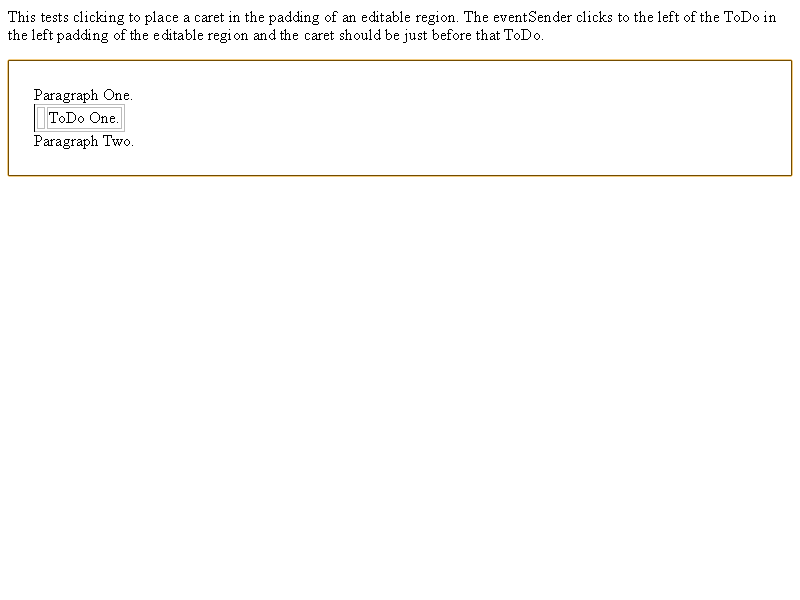 This tests clicking to place a caret in the padding of an editable region. The eventSender clicks to the left of the ToDo in
the left padding of the editable region and the caret should be just before that ToDo.
Paragraph One.
ToDo One.
Paragraph Two.